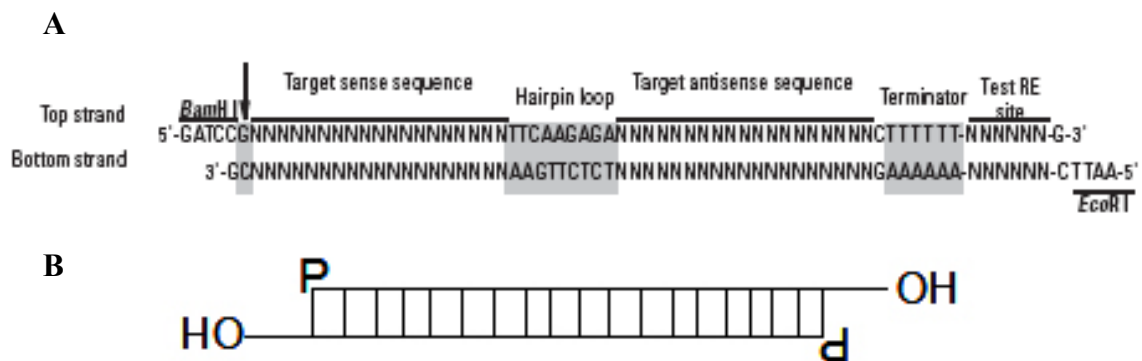 A
Target sense sequence
Target antisense sequence
Hairpin loop
Terminator
Test RE site
BamH I
Top strand
5'-GATCCGNNNNNNNNNNNNNNNNNNNTTCAAGAGANNNNNNNNNNNNNNNNNNNCTTTTTT-NNNNNN-G-3'
Bottom strand
3'-GCNNNNNNNNNNNNNNNNNNNAAGTTCTCTNNNNNNNNNNNNNNNNNNNGAAAAAA-NNNNNN-CTTAA-5'
EcoR I
B
P
OH
HO
P